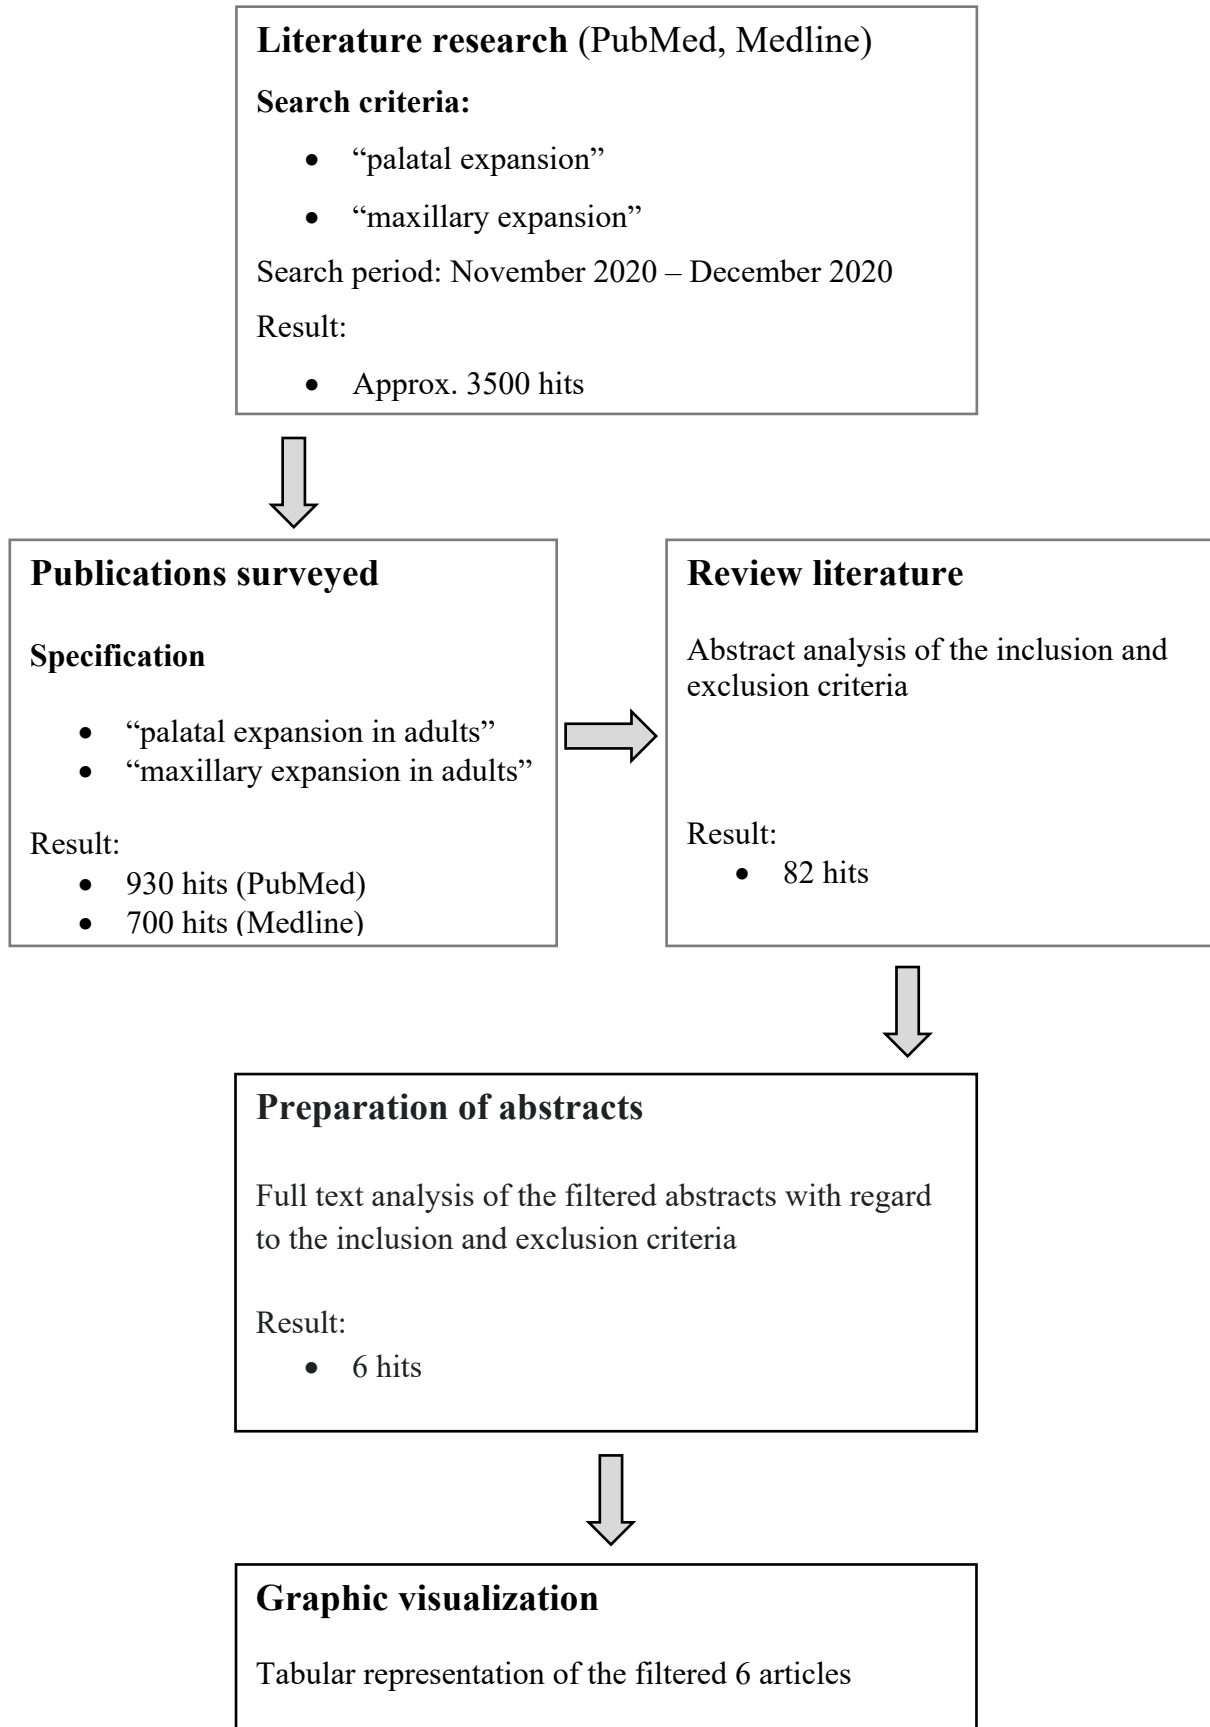 Literature research (PubMed, Medline)
Search criteria:
• “palatal expansion”
• “maxillary expansion”
Search period: November 2020 – December 2020
Result:
• Approx. 3500 hits
Publications surveyed
Specification
• “palatal expansion in adults”
• “maxillary expansion in adults”
Result:
• 930 hits (PubMed)
• 700 hits (Medline)
Review literature
Abstract analysis of the inclusion and
exclusion criteria
Result:
• 82 hits
Preparation of abstracts
Full text analysis of the filtered abstracts with regard
to the inclusion and exclusion criteria
Result:
• 6 hits
Graphic visualization
Tabular representation of the filtered 6 articles